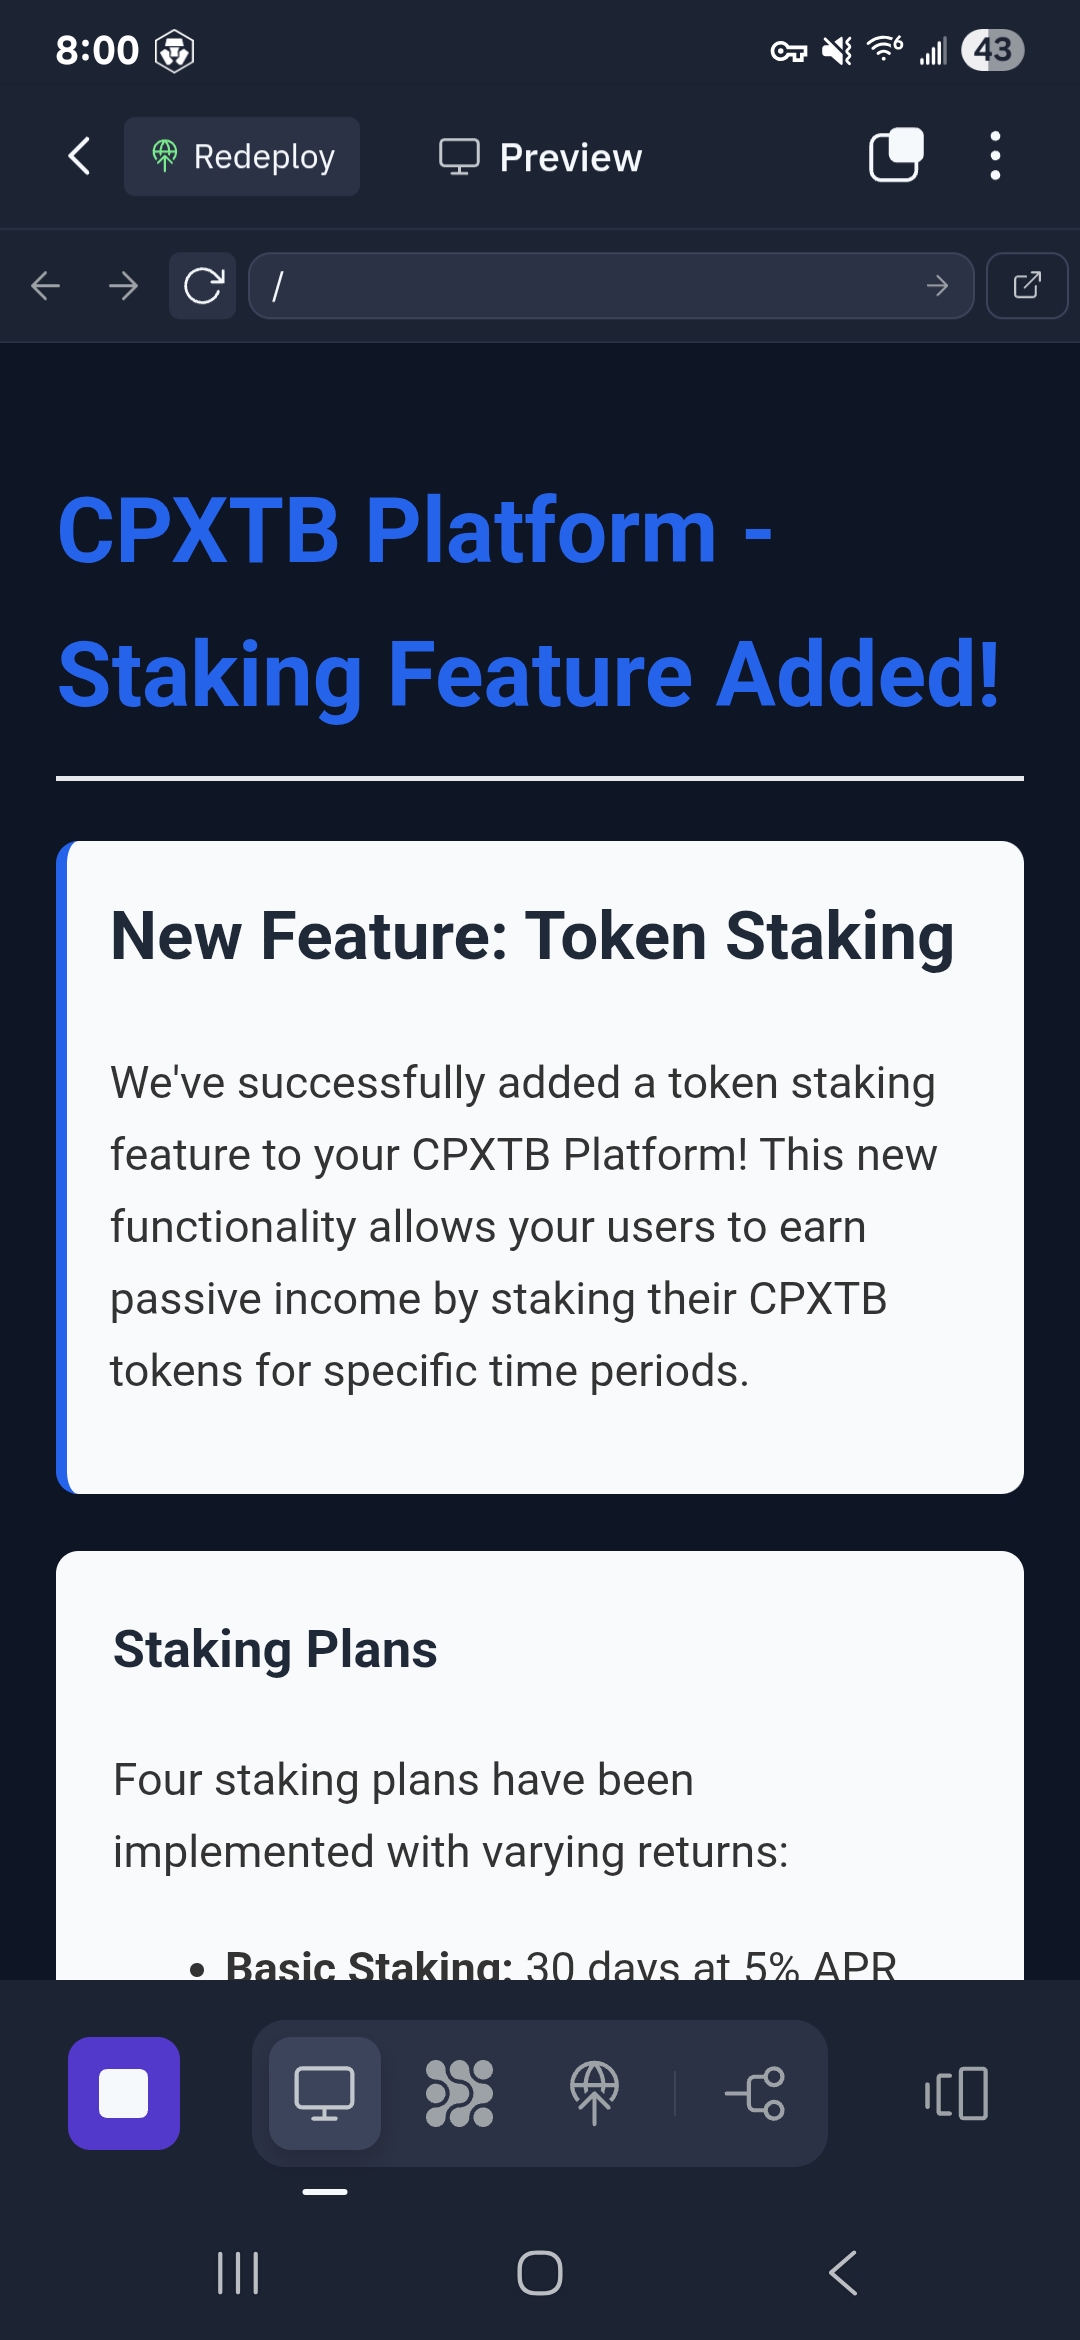 8:00
43
Redeploy
Preview
/
CPXTB Platform -
Staking Feature Added!
New Feature: Token Staking
We've successfully added a token staking
feature to your CPXTB Platform! This new
functionality allows your users to earn
passive income by staking their CPXTB
tokens for specific time periods.
Staking Plans
Four staking plans have been
implemented with varying returns:
• Basic Staking: 30 days at 5% APR